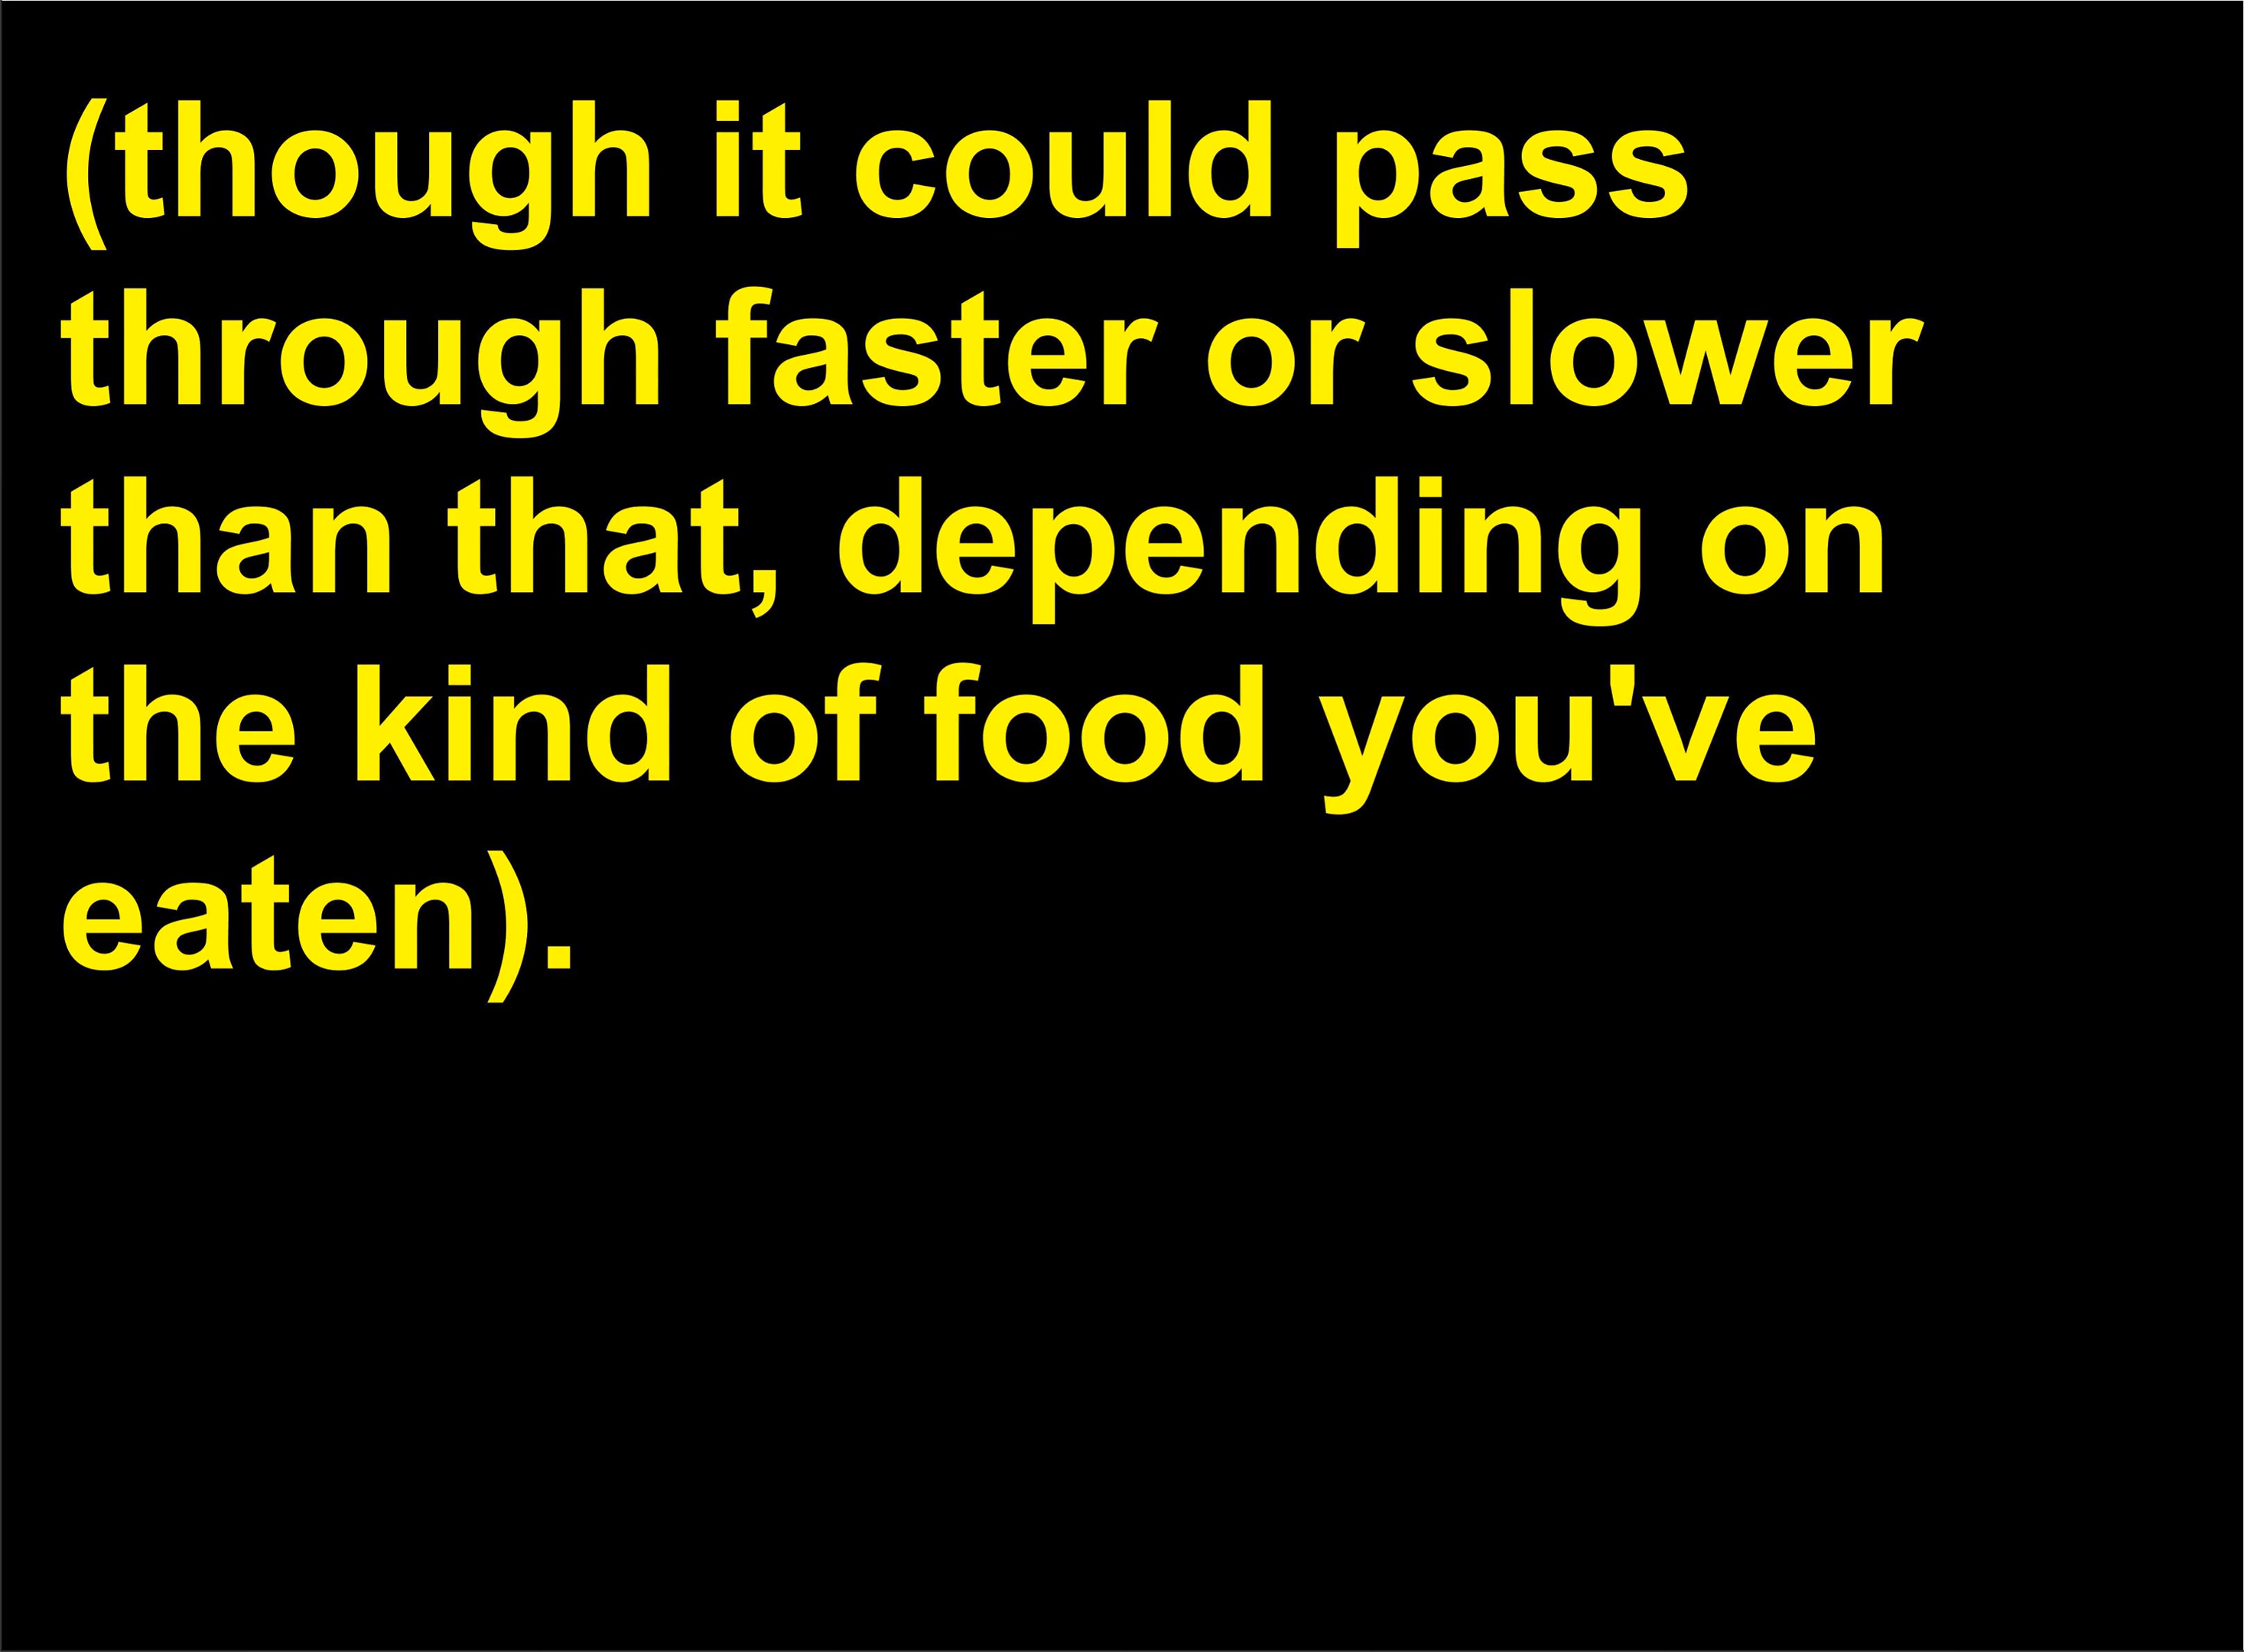 (though it could pass
through faster or slower
than that, depending on
the kind of food you've
eaten).